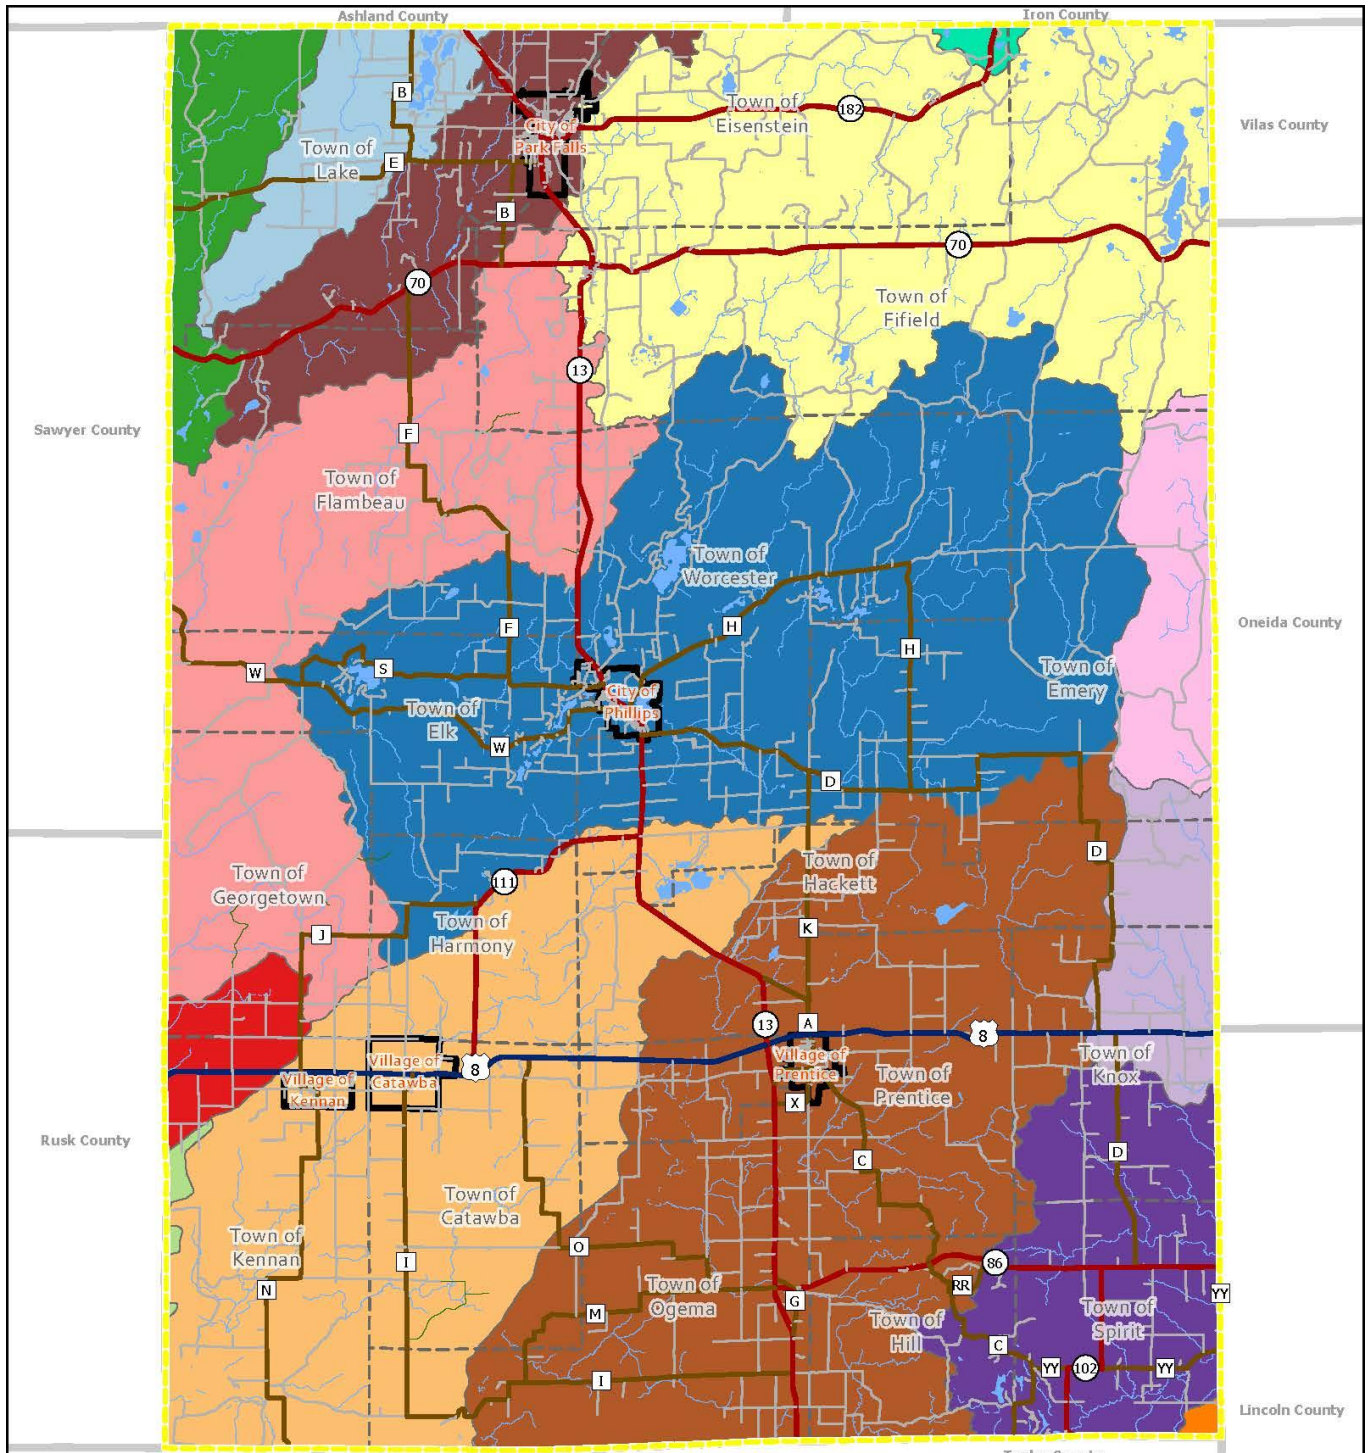 Ashland County
Iron County
B
Town of
Eisenstein
182
City of
Park Falls
Vilas County
Town of
Lake
E
B
70
70
Town of
Fifield
13
Sawyer County
F
Town of
Flambeau
Town of
Worcester
H
F
Oneida County
H
W
S
Town of
Emery
City of
Phillips
Town of
Elk
W
D
D
Town of
Hackett
Town of
Georgetown
111
Town of
Harmony
K
J
13
A
8
Village of
Prentice
Town of
Knox
Village of
Catawba
8
Town of
Prentice
Village of
Kennan
X
Rusk County
D
C
Town of
Catawba
Town of
Kennan
O
I
86
N
RR
Town of
Ogema
YY
G
M
Town of
Spirit
Town of
Hill
C
YY
102
YY
I
Lincoln County